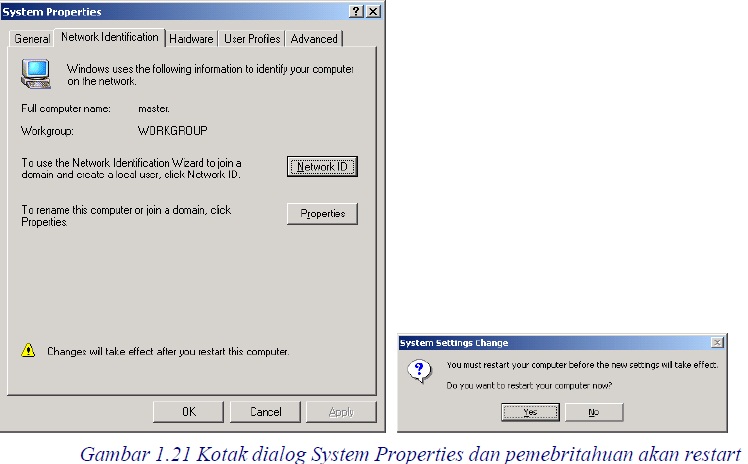 System Properties
General Network Identification Hardware User Profiles Advanced
Windows uses the following information to identify your computer
on the network.
Full computer name: master.
Workgroup: WORKGROUP
To use the Network Identification Wizard to join a
domain and create a local user, click Network ID.
Network ID
To rename this computer or join a domain, click
Properties.
Properties
Changes will take effect after you restart this computer.
OK Cancel Apply
System Settings Change
You must restart your computer before the new settings will take effect.
Do you want to restart your computer now?
Yes No
Gambar 1.21 Kotak dialog System Properties dan pemebritahuan akan restart